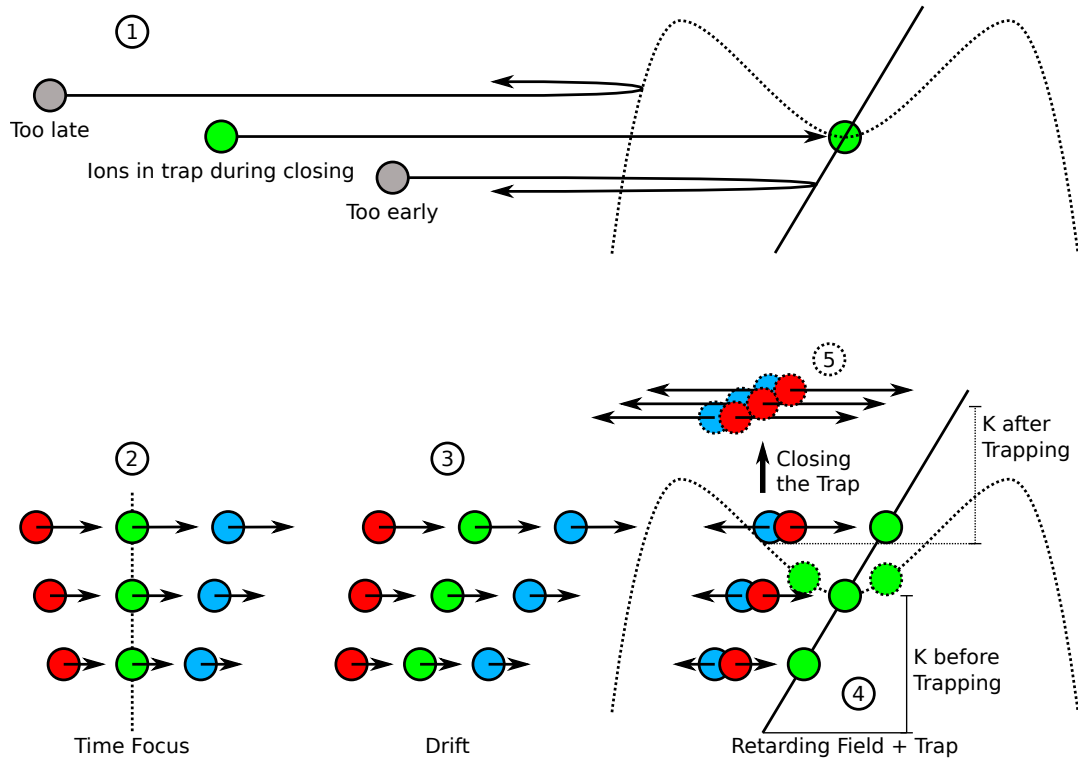 1
Too late
Ions in trap during closing
Too early
5
K after
Trapping
2
3
Closing
the Trap
K before
Trapping
4
Time Focus
Drift
Retarding Field + Trap